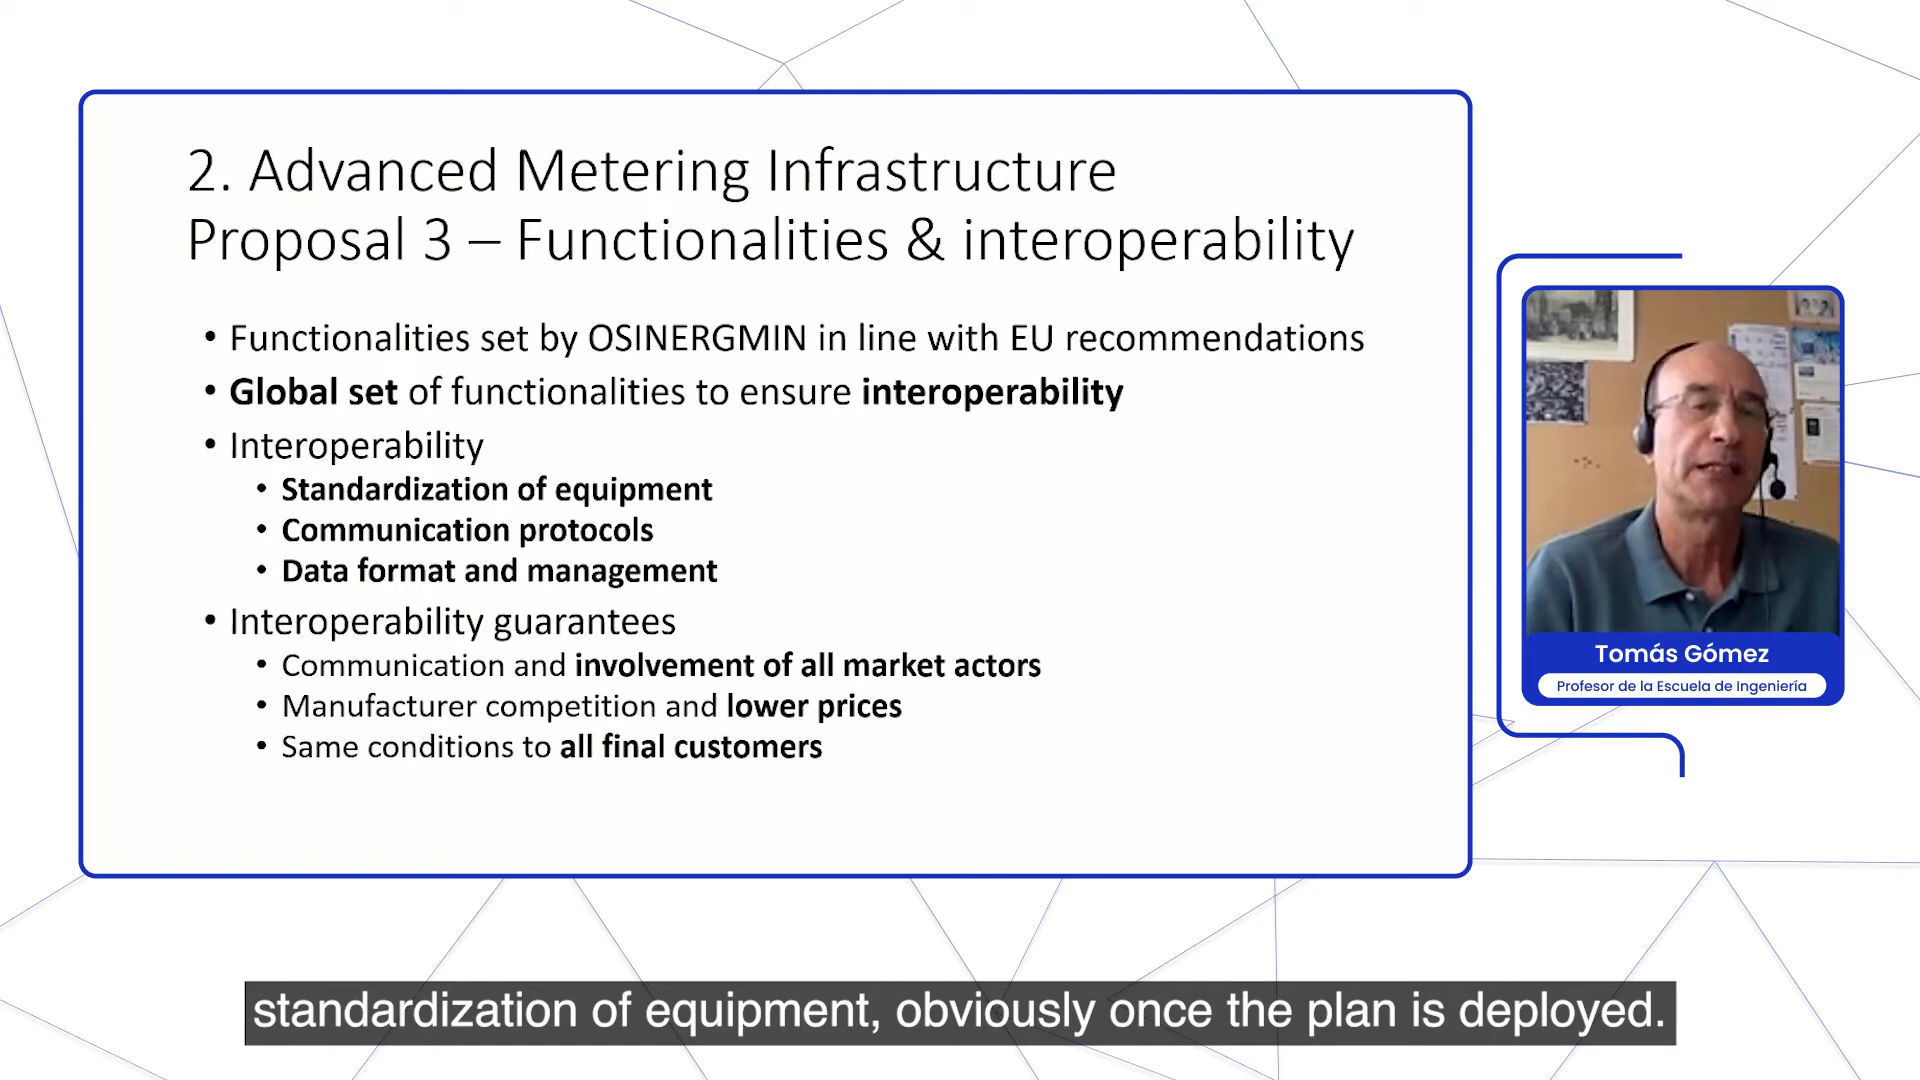 2. Advanced Metering Infrastructure
Proposal 3 – Functionalities & interoperability
• Functionalities set by OSINERGMIN in line with EU recommendations
• Global set of functionalities to ensure interoperability
• Interoperability
• Standardization of equipment
• Communication protocols
• Data format and management
• Interoperability guarantees
• Communication and involvement of all market actors
• Manufacturer competition and lower prices
• Same conditions to all final customers
Tomás Gómez
Profesor de la Escuela de Ingeniería
standardization of equipment, obviously once the plan is deployed.